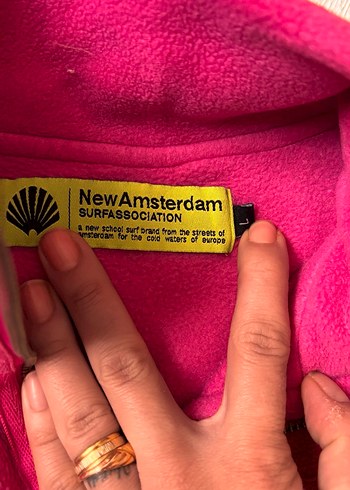 NewAmsterdam
SURFASSOCIATION
a new school surf brand from the streets of
amsterdam for the cold waters of europe
L